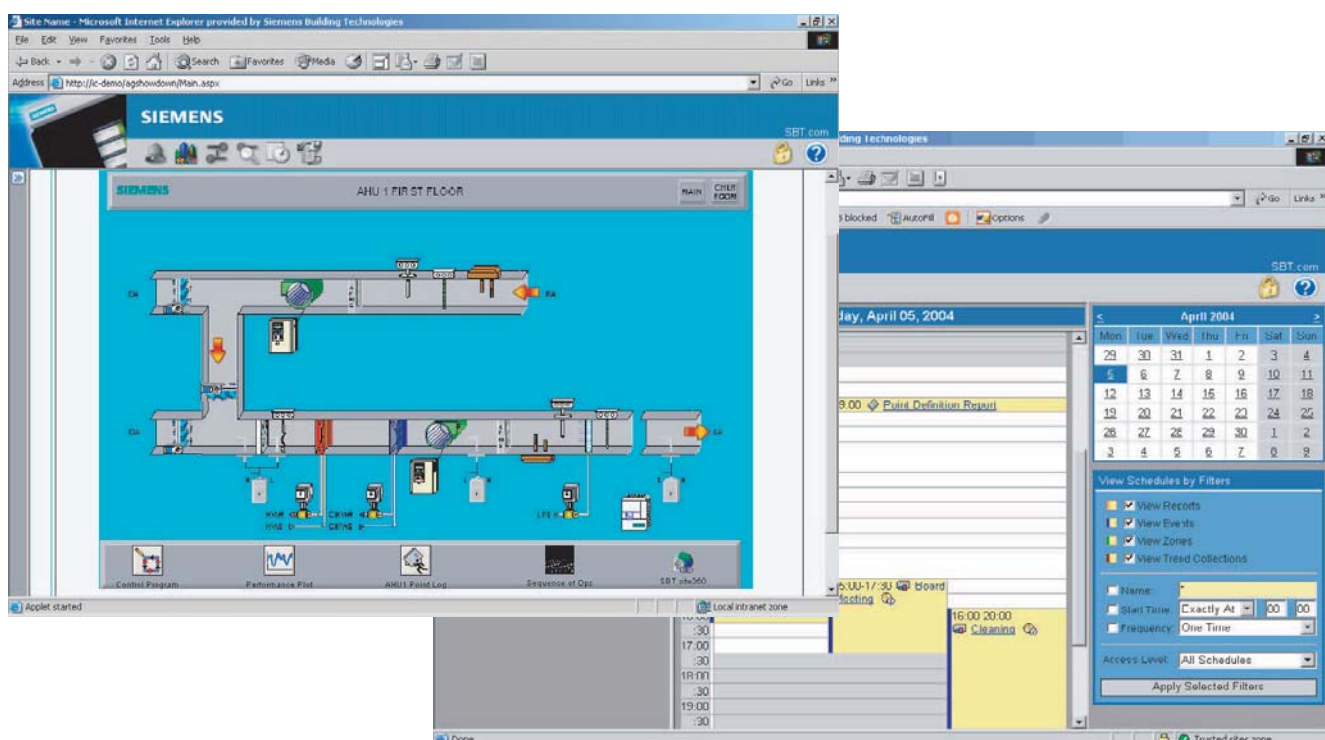 Site Name - Microsoft Internet Explorer provided by Siemens Building Technologies
File Edit View Favorites Tools Help
Back Search Favorites Media
Address http://ic-demo/agshowdown/Main.aspx Go Links »
SIEMENS
SBT.com
SIEMENS AHU 1 FIRST FLOOR MAIN CHLR ROOM
RA
Control Program Performance Plot AHU1 Point Log Sequence of Ops SBT site360
Applet started Local intranet zone
ding Technologies
Go Links »
blocked AutoFill Options
SBT.com
day, April 05, 2004
< April 2004 >
Mon Tue Wed Thu Fri Sat Sun
29 30 31 1 2 3 4
5 6 7 8 9 10 11
12 13 14 15 16 17 18
19 20 21 22 23 24 25
26 27 28 29 30 1 2
3 4 5 6 7 8 9
9:00 Point Definition Report
View Schedules by Filters
View Reports
View Events
View Zones
View Trend Collections
Name: *
Start Time: Exactly At 00 00
Frequency: One Time
Access Level: All Schedules
Apply Selected Filters
5:00-17:30 Board
Meeting
16:00 20:00
Cleaning
:30
17:00
:30
18:00
:30
19:00
:30
Done Trusted sites zone